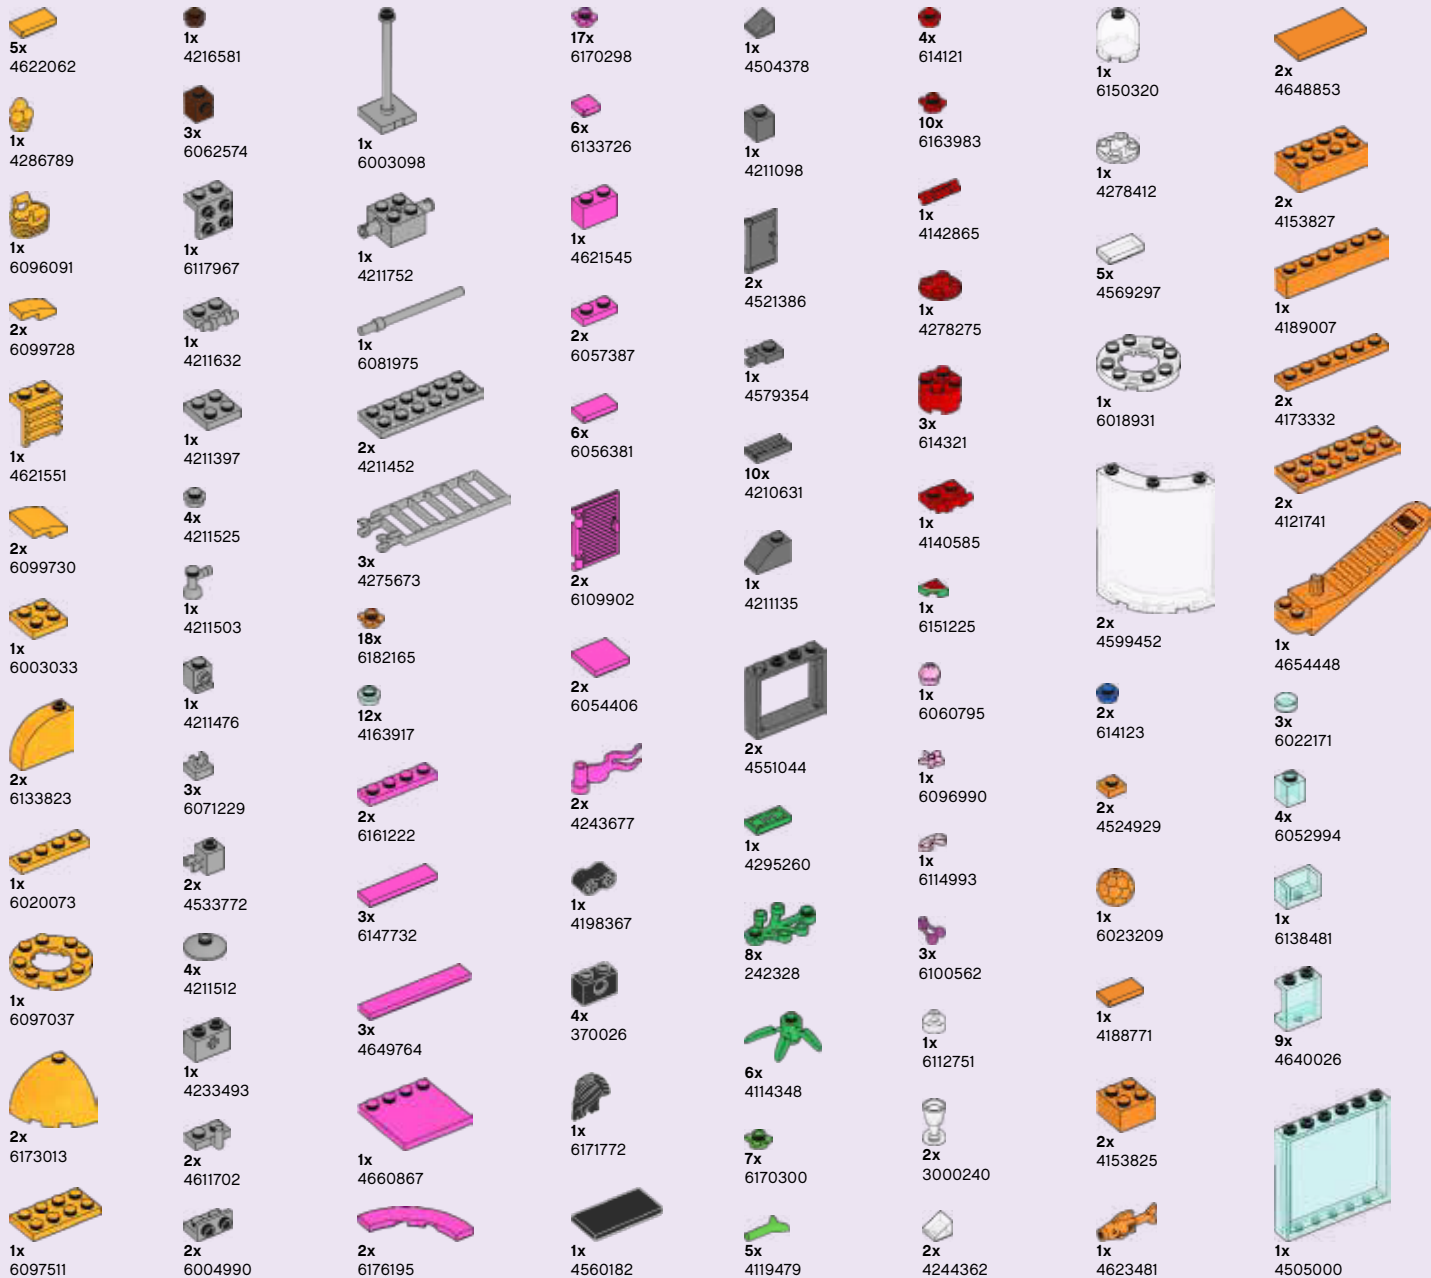 5x
4622062
1x
4286789
1x
6096091
2x
6099728
1x
4621551
2x
6099730
1x
6003033
2x
6133823
1x
6020073
1x
6097037
2x
6173013
1x
6097511
1x
4216581
3x
6062574
1x
6117967
1x
4211632
1x
4211397
4x
4211525
1x
4211503
1x
4211476
3x
6071229
2x
4533772
4x
4211512
1x
4233493
2x
4611702
2x
6004990
1x
6003098
1x
4211752
1x
6081975
2x
4211452
3x
4275673
18x
6182165
12x
4163917
2x
6161222
3x
6147732
3x
4649764
1x
4660867
2x
6176195
17x
6170298
6x
6133726
1x
4621545
2x
6057387
6x
6056381
2x
6109902
2x
6054406
2x
4243677
1x
4198367
4x
370026
1x
6171772
1x
4560182
1x
4504378
1x
4211098
2x
4521386
1x
4579354
10x
4210631
1x
4211135
2x
4551044
1x
4295260
8x
242328
6x
4114348
7x
6170300
5x
4119479
4x
614121
10x
6163983
1x
4142865
1x
4278275
3x
614321
1x
4140585
1x
6151225
1x
6060795
1x
6096990
1x
6114993
3x
6100562
1x
6112751
2x
3000240
2x
4244362
1x
6150320
1x
4278412
5x
4569297
1x
6018931
2x
4599452
2x
614123
2x
4524929
1x
6023209
1x
4188771
2x
4153825
1x
4623481
2x
4648853
2x
4153827
1x
4189007
2x
4173332
2x
4121741
1x
4654448
3x
6022171
4x
6052994
1x
6138481
9x
4640026
1x
4505000